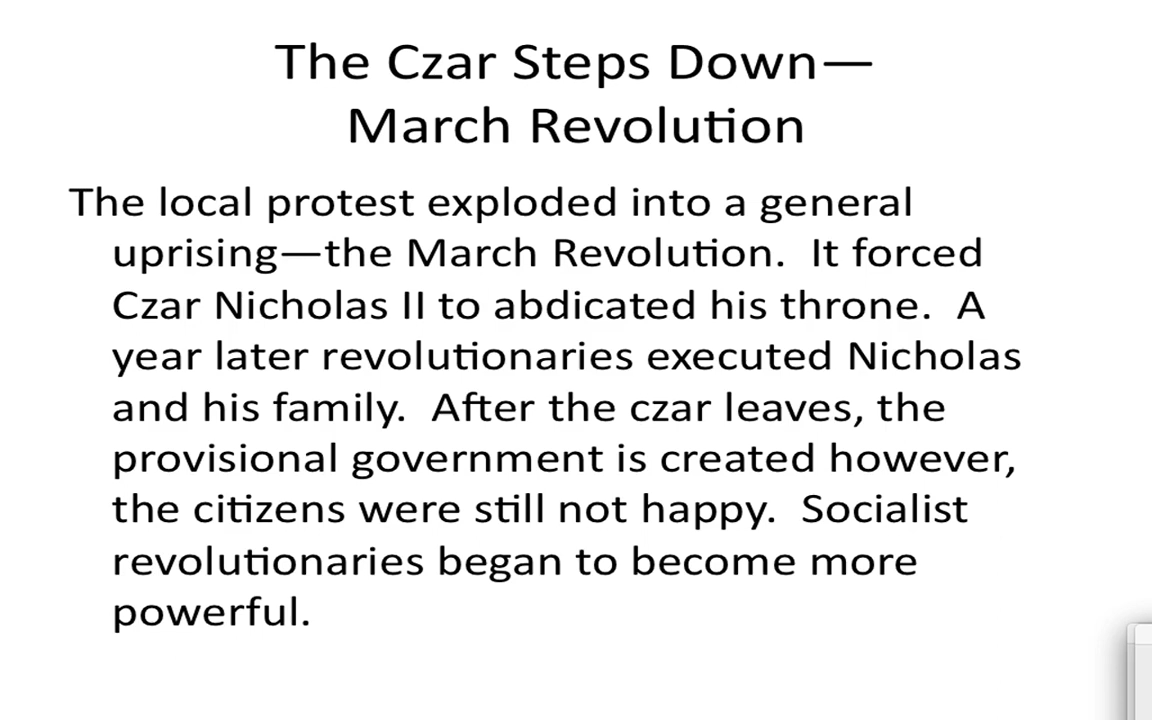 The Czar Steps Down—
March Revolution
The local protest exploded into a general
uprising—the March Revolution.  It forced
Czar Nicholas II to abdicated his throne.  A
year later revolutionaries executed Nicholas
and his family.  After the czar leaves, the
provisional government is created however,
the citizens were still not happy.  Socialist
revolutionaries began to become more
powerful.